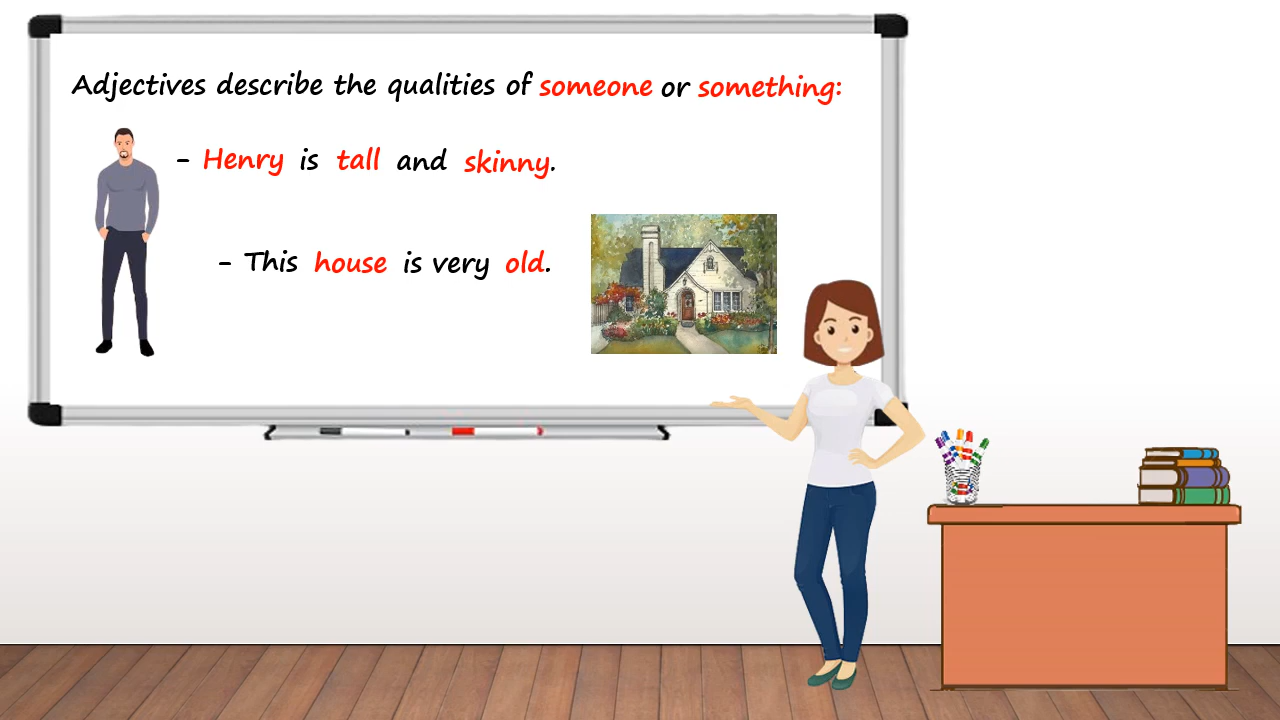 Adjectives describe the qualities of someone or something:
- Henry is tall and skinny.
- This house is very old.